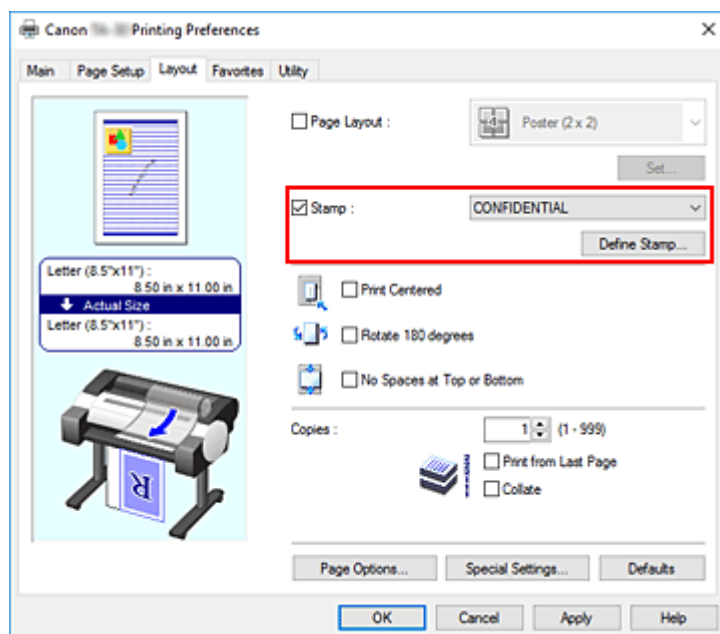 Canon Printing Preferences
Main Page Setup Layout Favorites Utility
Page Layout : Poster (2 x 2)
Set...
Stamp : CONFIDENTIAL
Define Stamp...
Letter (8.5"x11") :
8.50 in x 11.00 in
Actual Size
Letter (8.5"x11") :
8.50 in x 11.00 in
Print Centered
Rotate 180 degrees
No Spaces at Top or Bottom
Copies : 1 (1 - 999)
Print from Last Page
Collate
R
Page Options... Special Settings... Defaults
OK Cancel Apply Help